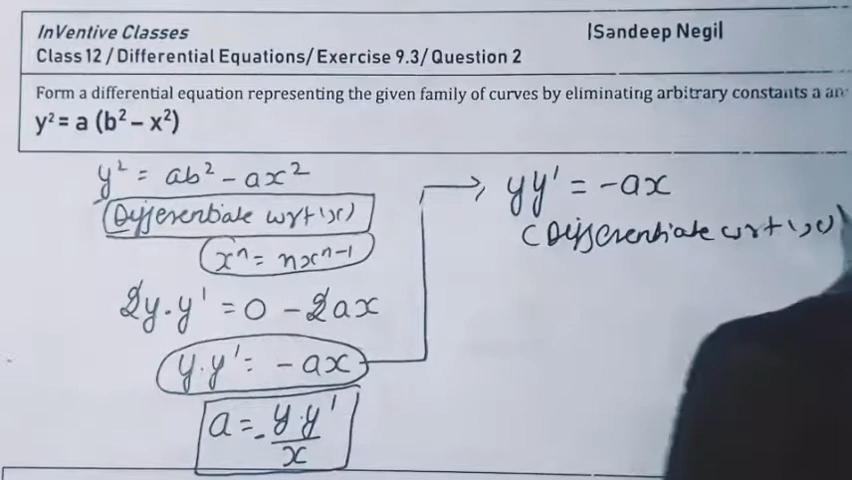 InVentive Classes
|Sandeep Negi|
Class 12 / Differential Equations/ Exercise 9.3/ Question 2
Form a differential equation representing the given family of curves by eliminating arbitrary constants a an
y² = a (b² – x²)
y² = ab² - ax²
(Differentiate wrt 'x')
xⁿ = nxⁿ⁻¹
2y.y' = 0 - 2ax
y.y' = - ax
a = - y.y' / x
yy' = -ax
(Differentiate wrt 'x')